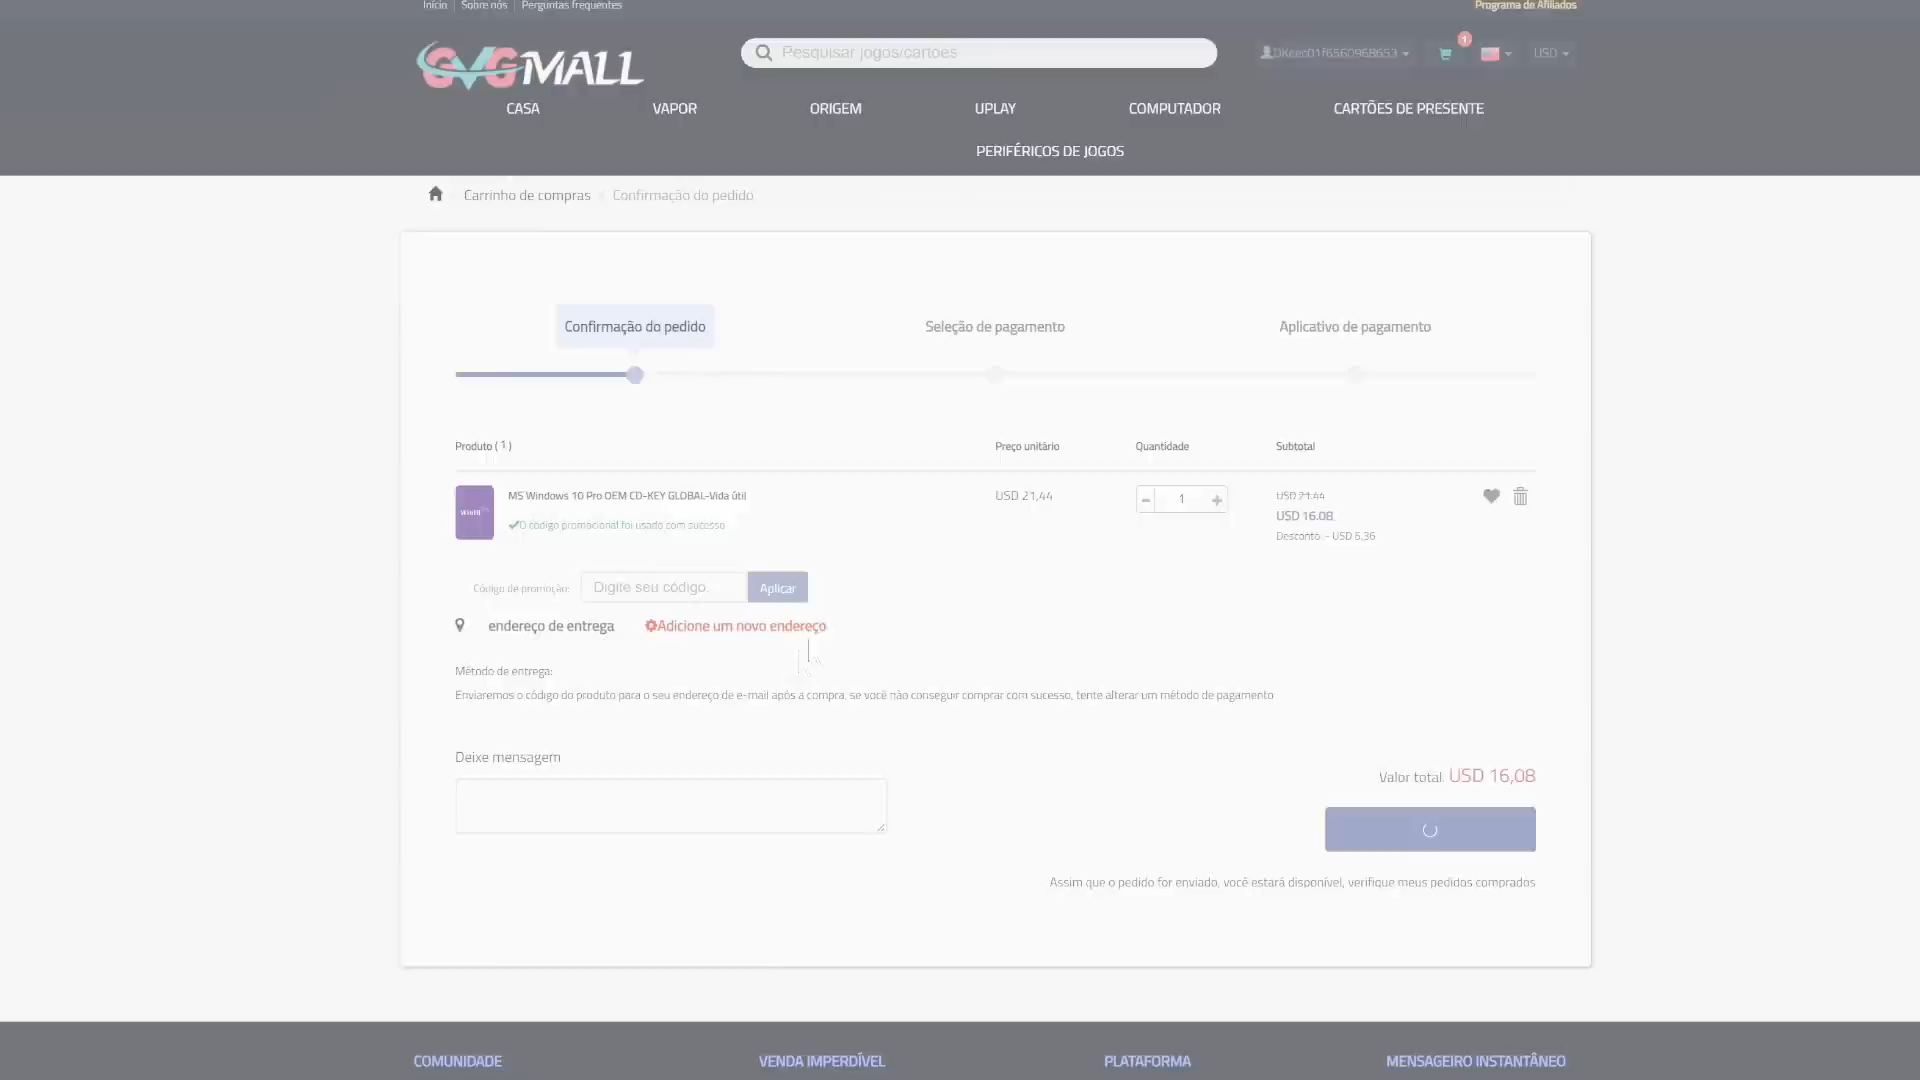 Início Sobre nós Perguntas frequentes Programa de Afiliados
GVGMALL Pesquisar jogos/cartões 1 USD
CASA VAPOR ORIGEM UPLAY COMPUTADOR CARTÕES DE PRESENTE
PERIFÉRICOS DE JOGOS
Carrinho de compras Confirmação do pedido
Confirmação do pedido Seleção de pagamento Aplicativo de pagamento
Produto ( 1 ) Preço unitário Quantidade Subtotal
MS Windows 10 Pro OEM CD-KEY GLOBAL-Vida útil USD 21,44 1 USD 21.44
USD 16.08
O código promocional foi usado com sucesso Desconto: - USD 5,36
Código de promoção: Digite seu código. Aplicar
endereço de entrega Adicione um novo endereço
Método de entrega:
Enviaremos o código do produto para o seu endereço de e-mail após a compra, se você não conseguir comprar com sucesso, tente alterar um método de pagamento
Deixe mensagem
Valor total: USD 16,08
Assim que o pedido for enviado, você estará disponível, verifique meus pedidos comprados
COMUNIDADE VENDA IMPERDÍVEL PLATAFORMA MENSAGEIRO INSTANTÂNEO